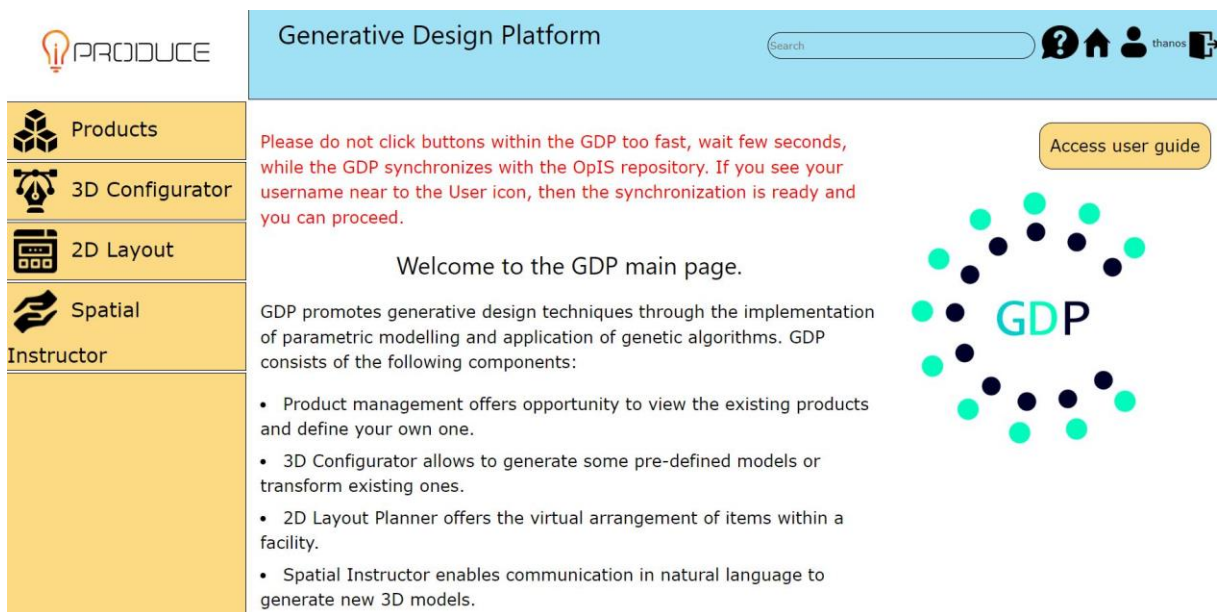 iPRODUCE
Generative Design Platform
Search
thanos
Products
3D Configurator
2D Layout
Spatial
Instructor
Please do not click buttons within the GDP too fast, wait few seconds,
while the GDP synchronizes with the OpIS repository. If you see your
username near to the User icon, then the synchronization is ready and
you can proceed.
Access user guide
Welcome to the GDP main page.
GDP promotes generative design techniques through the implementation
of parametric modelling and application of genetic algorithms. GDP
consists of the following components:
• Product management offers opportunity to view the existing products
and define your own one.
• 3D Configurator allows to generate some pre-defined models or
transform existing ones.
• 2D Layout Planner offers the virtual arrangement of items within a
facility.
• Spatial Instructor enables communication in natural language to
generate new 3D models.
GDP